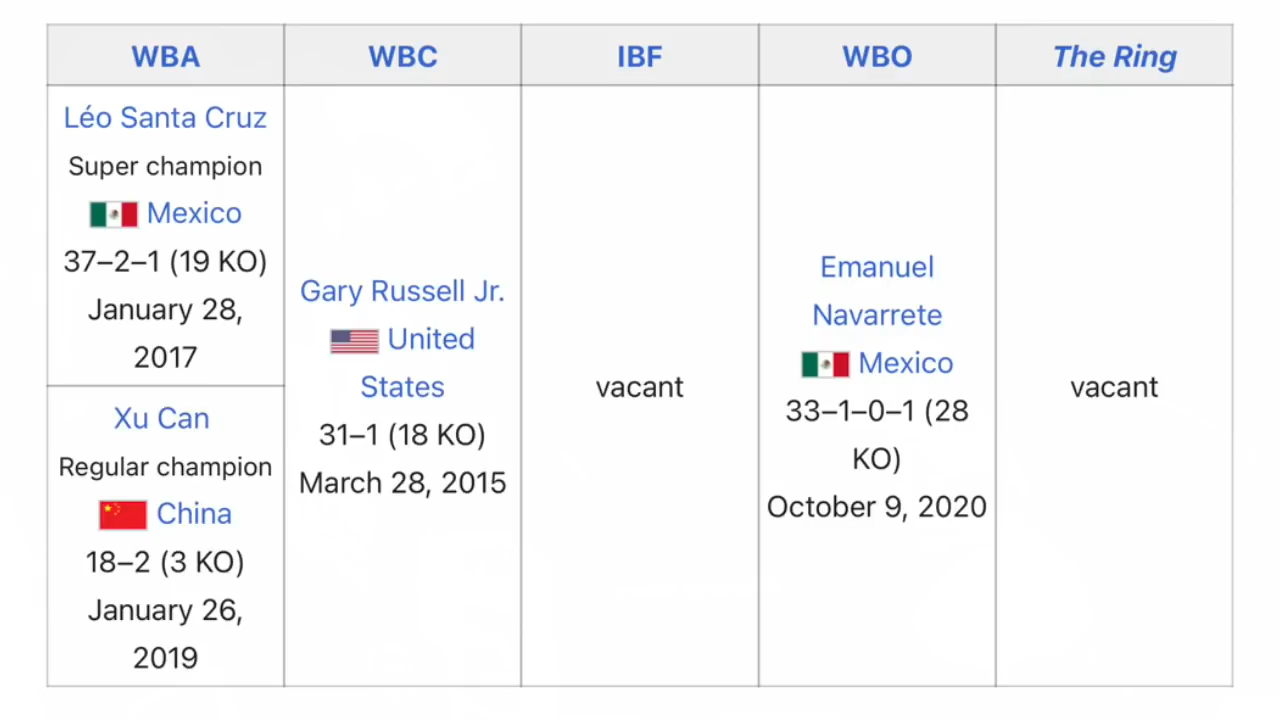 WBA
WBC
IBF
WBO
The Ring
Léo Santa Cruz
Super champion
Mexico
37–2–1 (19 KO)
January 28,
2017
Xu Can
Regular champion
China
18–2 (3 KO)
January 26,
2019
Gary Russell Jr.
United
States
31–1 (18 KO)
March 28, 2015
vacant
Emanuel
Navarrete
Mexico
33–1–0–1 (28
KO)
October 9, 2020
vacant